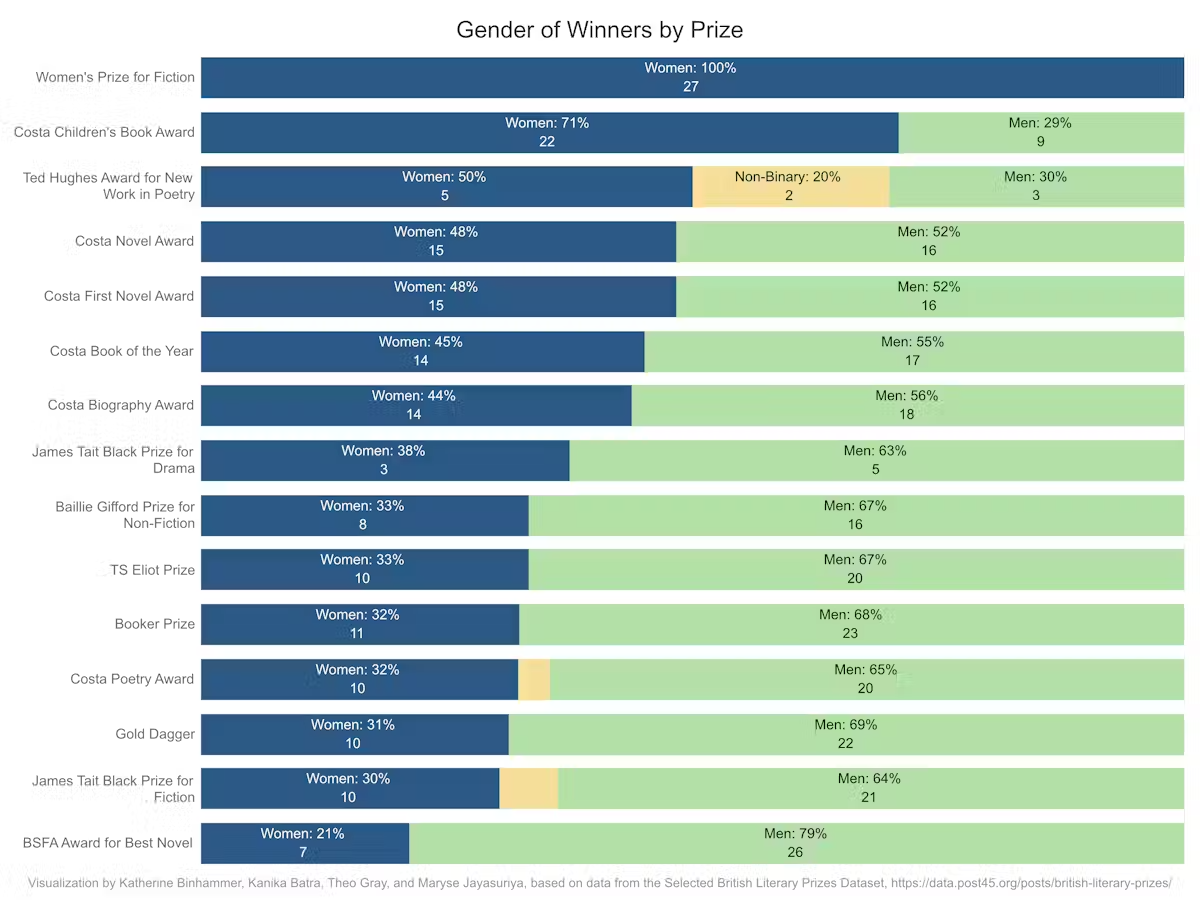 Gender of Winners by Prize
Women's Prize for Fiction
Women: 100%
27
Costa Children's Book Award
Women: 71%
22
Men: 29%
9
Ted Hughes Award for New
Work in Poetry
Women: 50%
5
Non-Binary: 20%
2
Men: 30%
3
Costa Novel Award
Women: 48%
15
Men: 52%
16
Costa First Novel Award
Women: 48%
15
Men: 52%
16
Costa Book of the Year
Women: 45%
14
Men: 55%
17
Costa Biography Award
Women: 44%
14
Men: 56%
18
James Tait Black Prize for
Drama
Women: 38%
3
Men: 63%
5
Baillie Gifford Prize for
Non-Fiction
Women: 33%
8
Men: 67%
16
TS Eliot Prize
Women: 33%
10
Men: 67%
20
Booker Prize
Women: 32%
11
Men: 68%
23
Costa Poetry Award
Women: 32%
10
Men: 65%
20
Gold Dagger
Women: 31%
10
Men: 69%
22
James Tait Black Prize for
Fiction
Women: 30%
10
Men: 64%
21
BSFA Award for Best Novel
Women: 21%
7
Men: 79%
26
Visualization by Katherine Binhammer, Kanika Batra, Theo Gray, and Maryse Jayasuriya, based on data from the Selected British Literary Prizes Dataset, https://data.post45.org/posts/british-literary-prizes/